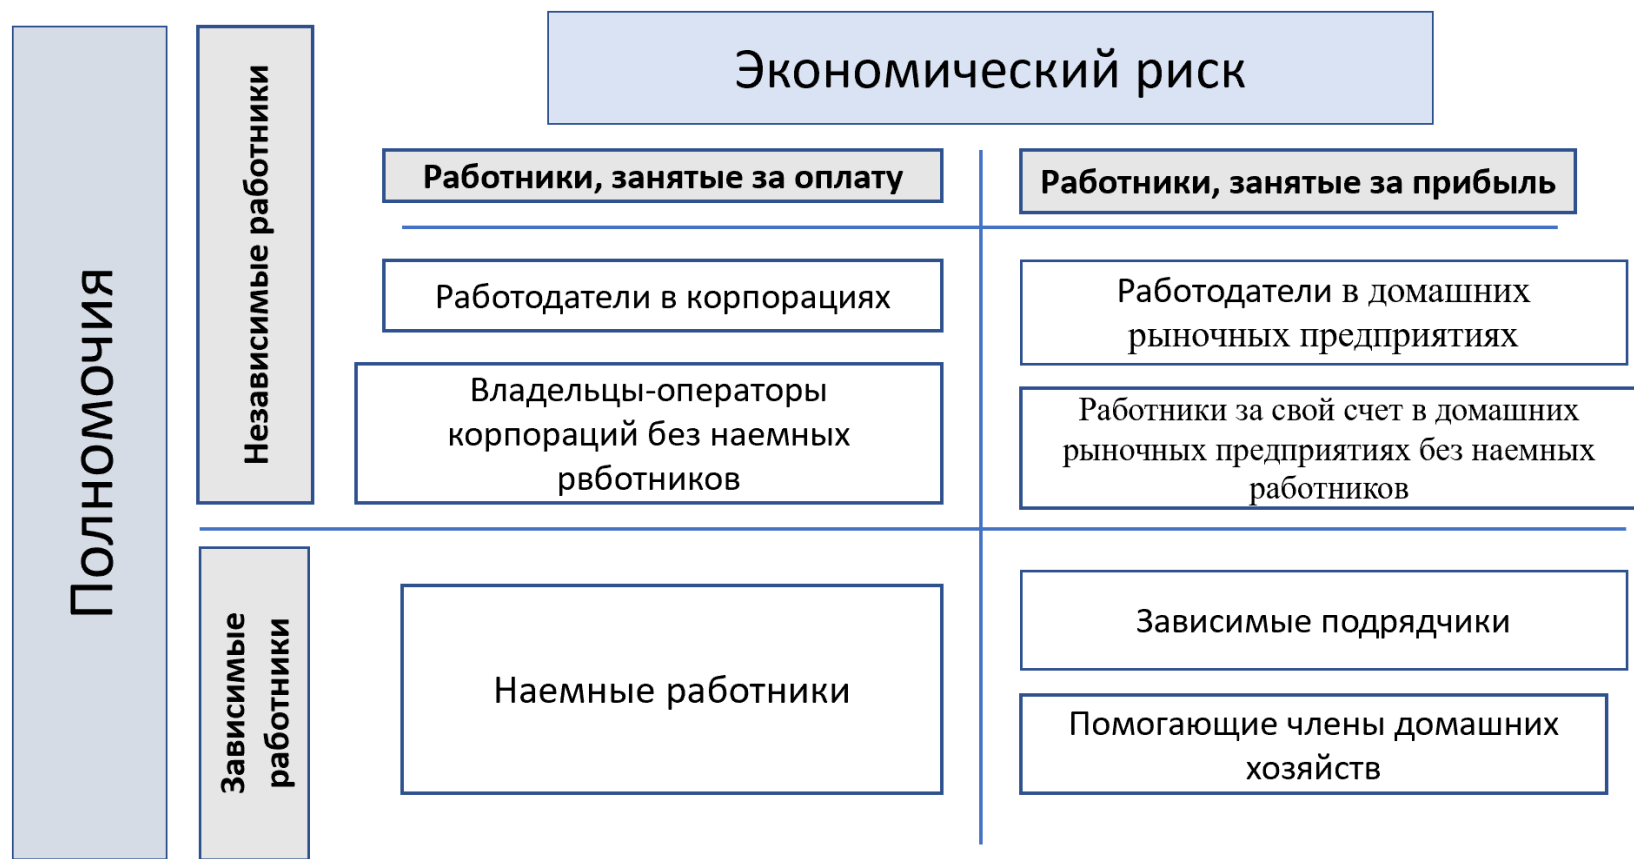 Полномочия
Независимые работники
Экономический риск
Работники, занятые за оплату
Работники, занятые за прибыль
Работодатели в корпорациях
Работодатели в домашних
рыночных предприятиях
Владельцы-операторы
корпораций без наемных
рвботников
Работники за свой счет в домашних
рыночных предприятиях без наемных
работников
Зависимые
работники
Наемные работники
Зависимые подрядчики
Помогающие члены домашних
хозяйств